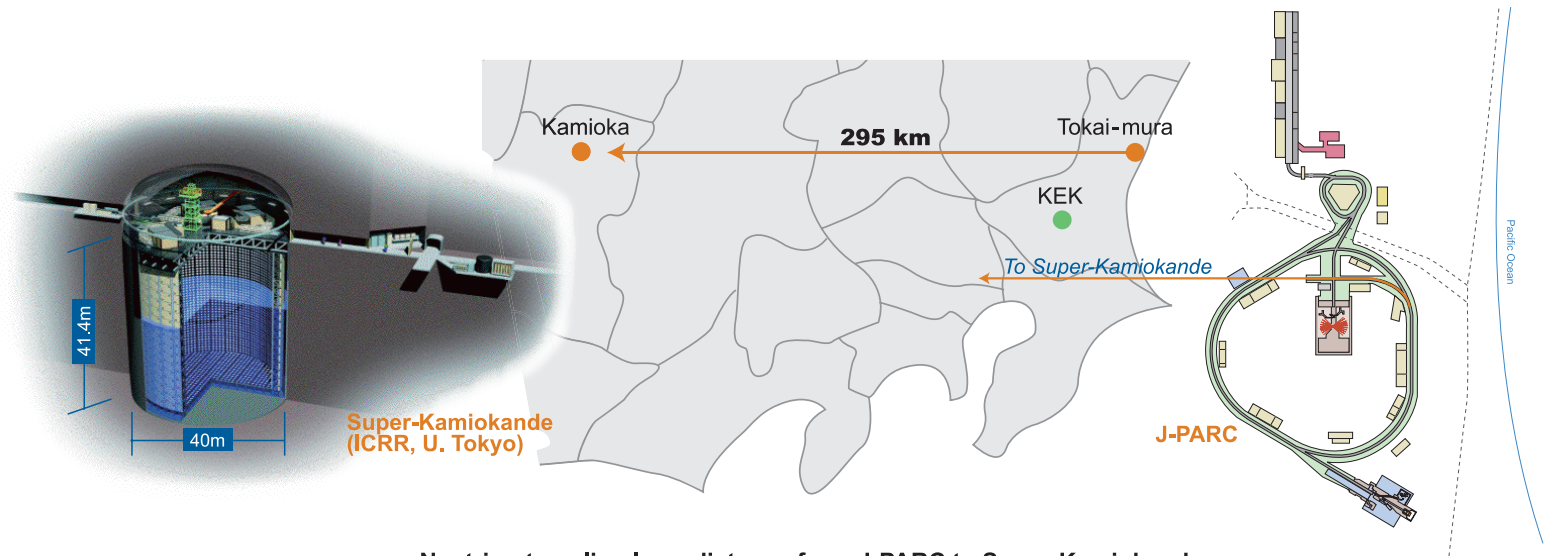 Kamioka
295 km
Tokai-mura
KEK
To Super-Kamiokande
Pacific Ocean
41.4m
40m
Super-Kamiokande
(ICRR, U. Tokyo)
J-PARC